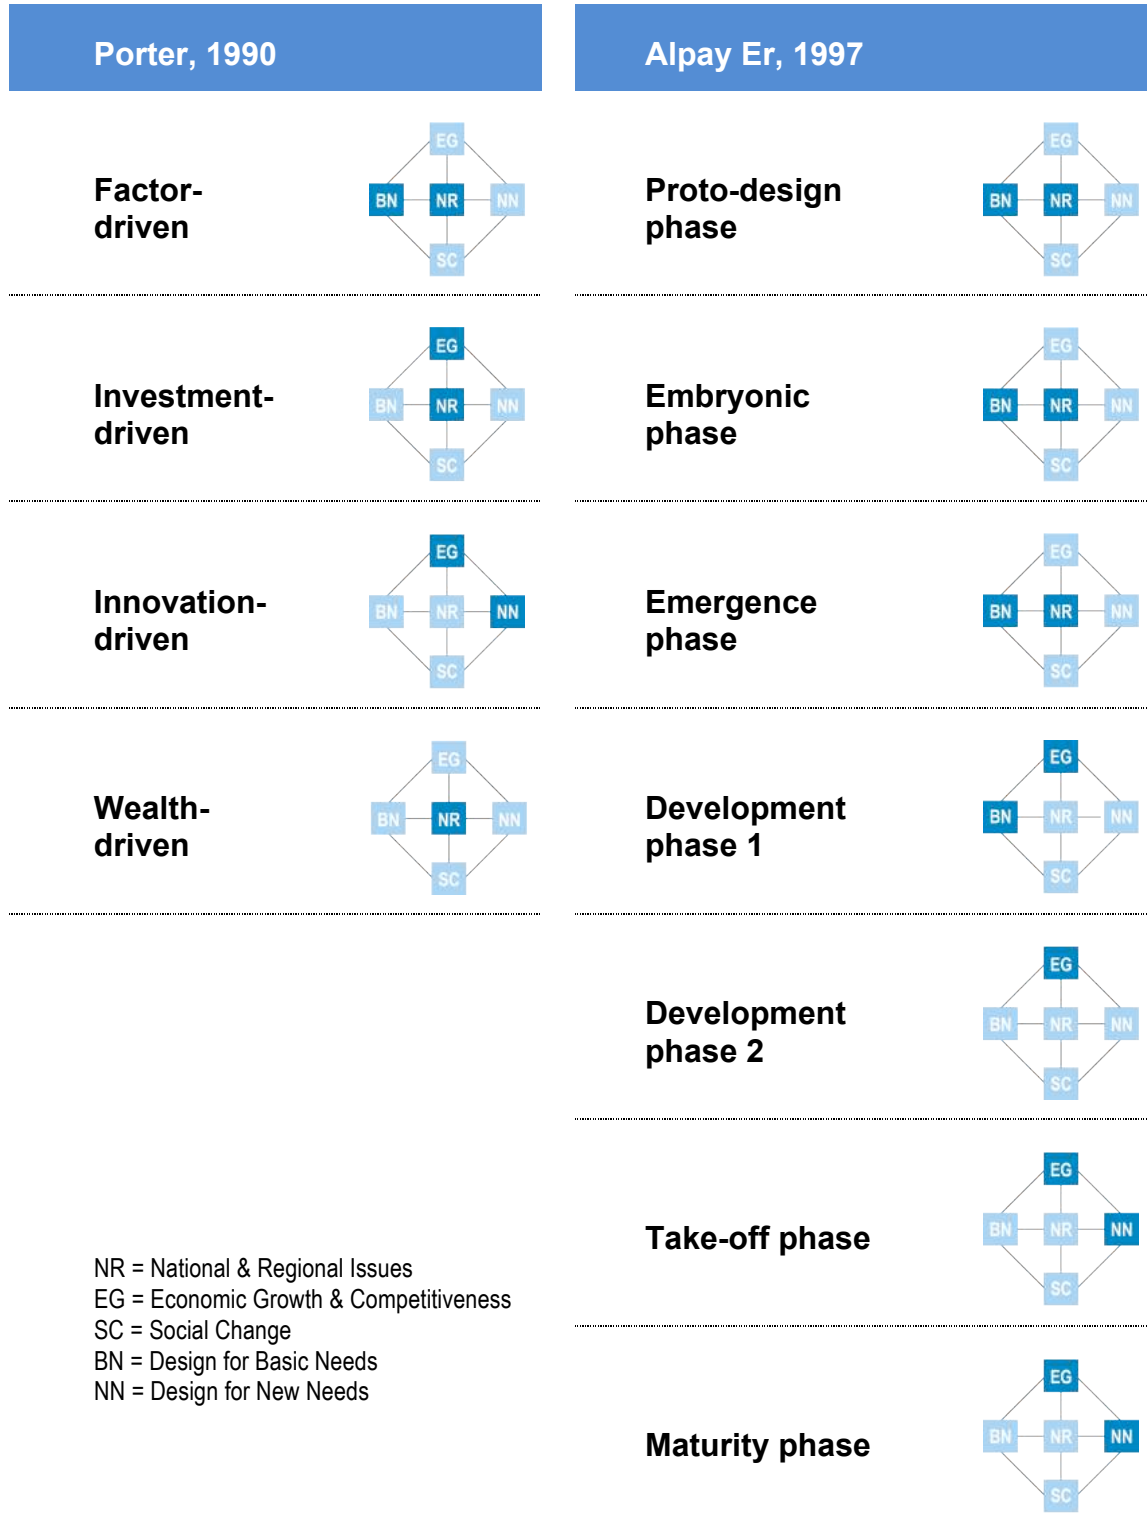 Porter, 1990
Factor-
driven
EG
BN NR NN
SC
Investment-
driven
EG
BN NR NN
SC
Innovation-
driven
EG
BN NR NN
SC
Wealth-
driven
EG
BN NR NN
SC
NR = National & Regional Issues
EG = Economic Growth & Competitiveness
SC = Social Change
BN = Design for Basic Needs
NN = Design for New Needs
Alpay Er, 1997
Proto-design
phase
EG
BN NR NN
SC
Embryonic
phase
EG
BN NR NN
SC
Emergence
phase
EG
BN NR NN
SC
Development
phase 1
EG
BN NR NN
SC
Development
phase 2
EG
BN NR NN
SC
Take-off phase
EG
BN NR NN
SC
Maturity phase
EG
BN NR NN
SC